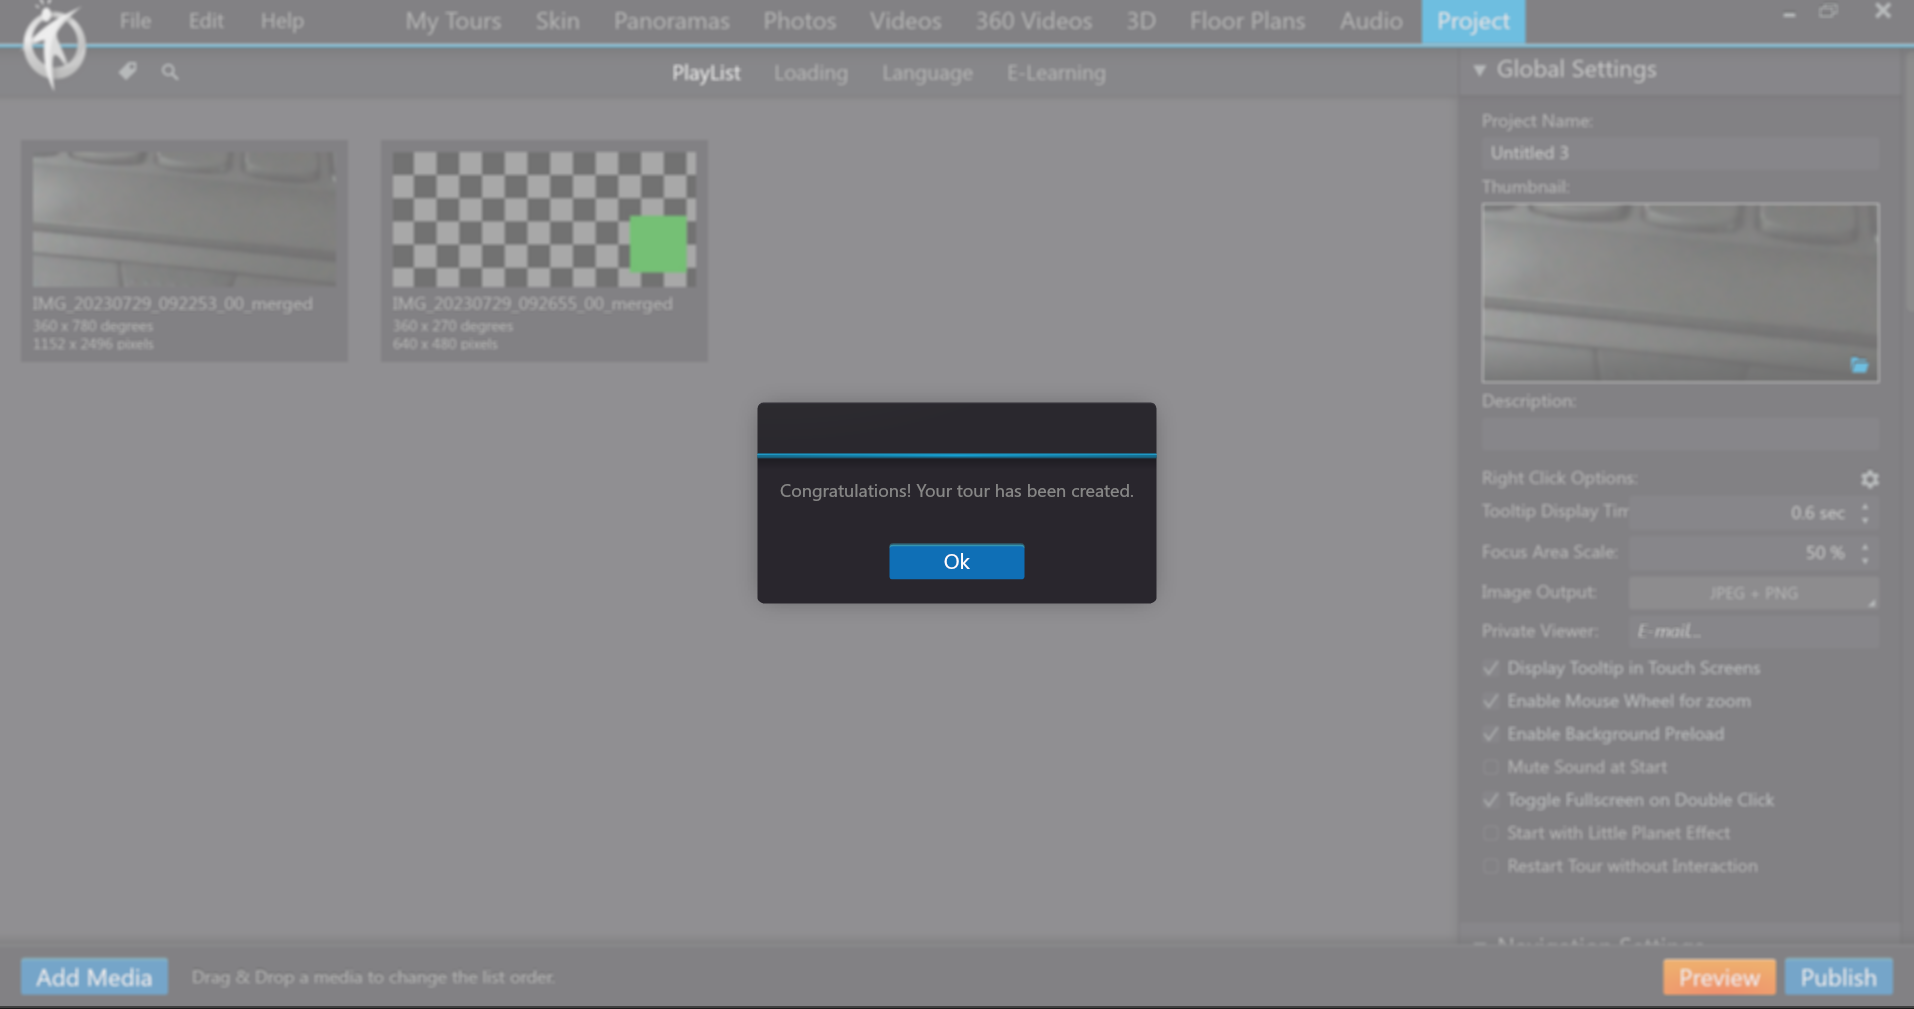 File Edit Help My Tours Skin Panoramas Photos Videos 360 Videos 3D Floor Plans Audio Project
PlayList Loading Language E-Learning
Global Settings
IMG_20230729_092253_00_merged
360 x 780 degrees
1152 x 2496 pixels
IMG_20230729_092655_00_merged
360 x 270 degrees
640 x 480 pixels
Congratulations! Your tour has been created.
Ok
Project Name:
Untitled 3
Thumbnail:
Description:
Right Click Options:
Tooltip Display Tim 0.6 sec
Focus Area Scale: 50 %
Image Output: JPEG + PNG
Private Viewer: E-mail...
Display Tooltip in Touch Screens
Enable Mouse Wheel for zoom
Enable Background Preload
Mute Sound at Start
Toggle Fullscreen on Double Click
Start with Little Planet Effect
Restart Tour without Interaction
Navigation Settings
Add Media Drag & Drop a media to change the list order. Preview Publish